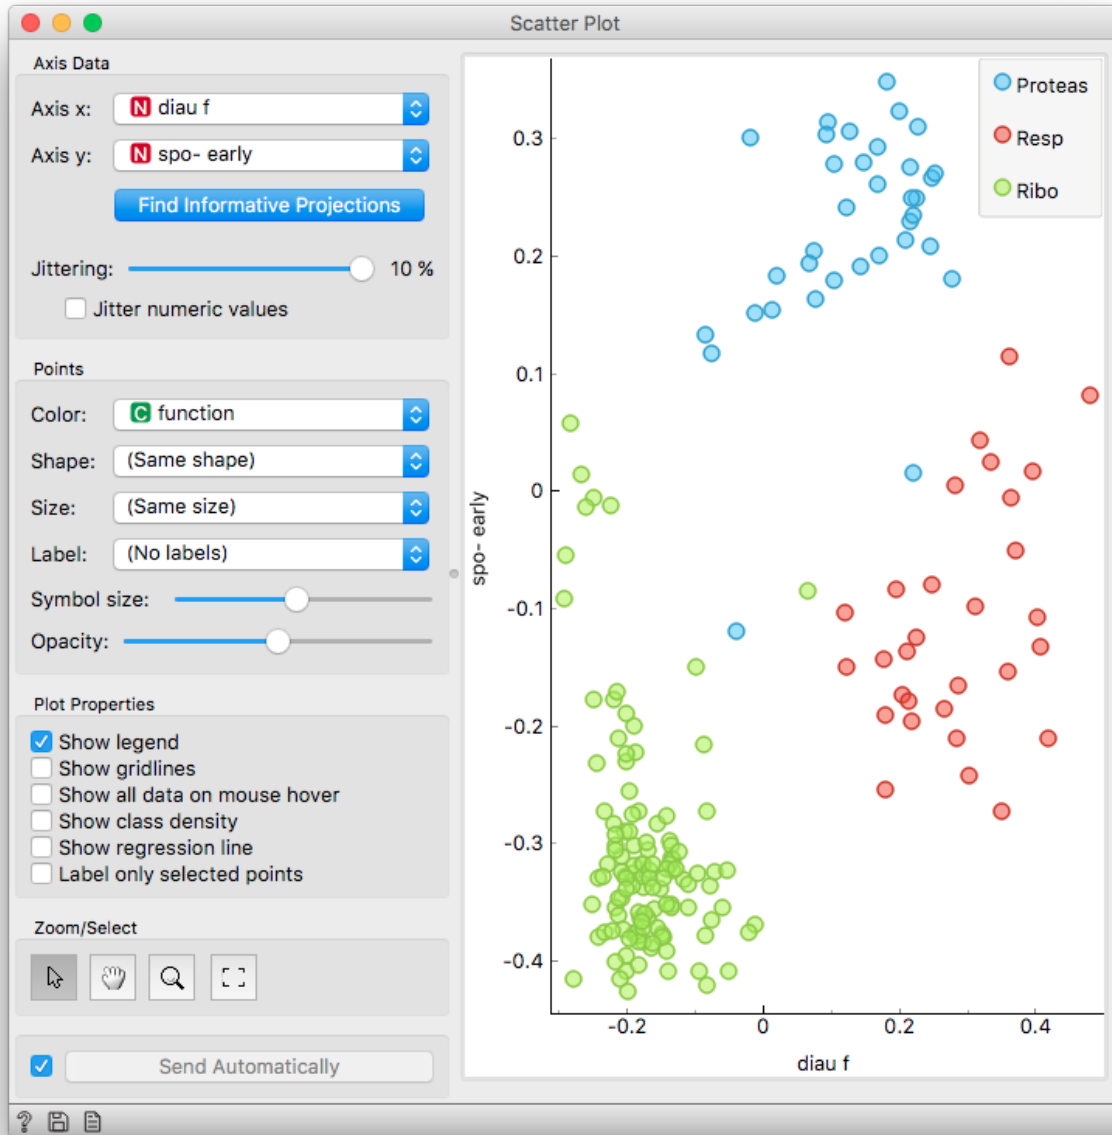 Scatter Plot
Axis Data
Axis x: N diau f
Axis y: N spo- early
Find Informative Projections
Jittering: 10 %
Jitter numeric values
Points
Color: C function
Shape: (Same shape)
Size: (Same size)
Label: (No labels)
Symbol size:
Opacity:
Plot Properties
Show legend
Show gridlines
Show all data on mouse hover
Show class density
Show regression line
Label only selected points
Zoom/Select
Send Automatically
Proteas
Resp
Ribo
0.3
0.2
0.1
0
-0.1
-0.2
-0.3
-0.4
spo- early
-0.2 0 0.2 0.4
diau f
?